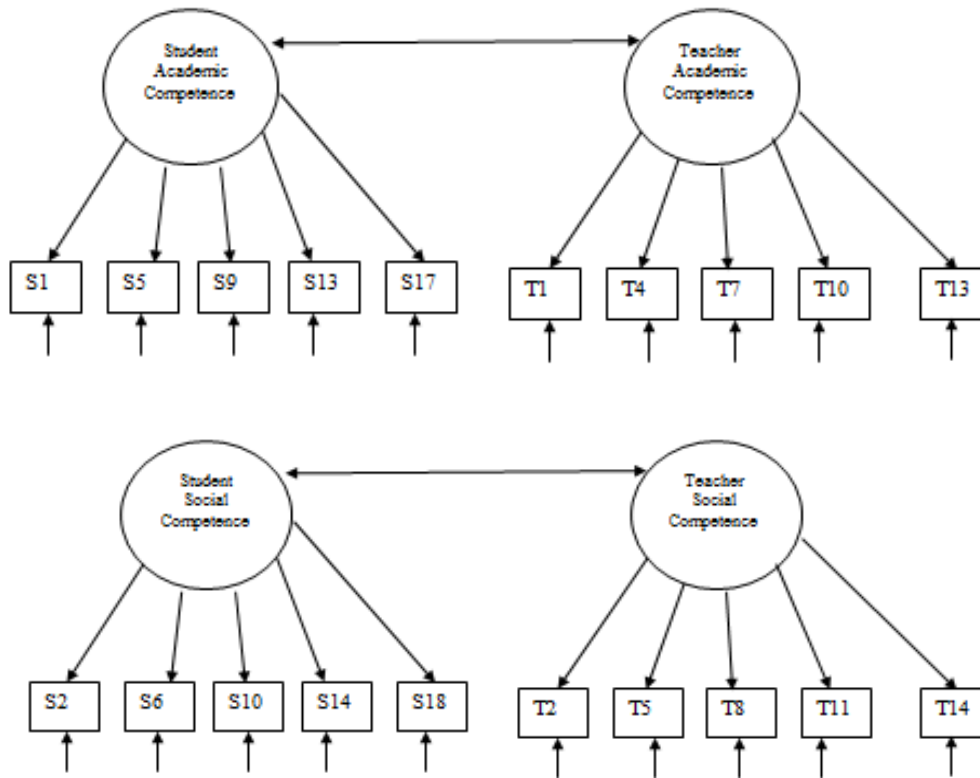 Student
Academic
Competence
Teacher
Academic
Competence
S1 S5 S9 S13 S17
T1 T4 T7 T10 T13
Student
Social
Competence
Teacher
Social
Competence
S2 S6 S10 S14 S18
T2 T5 T8 T11 T14